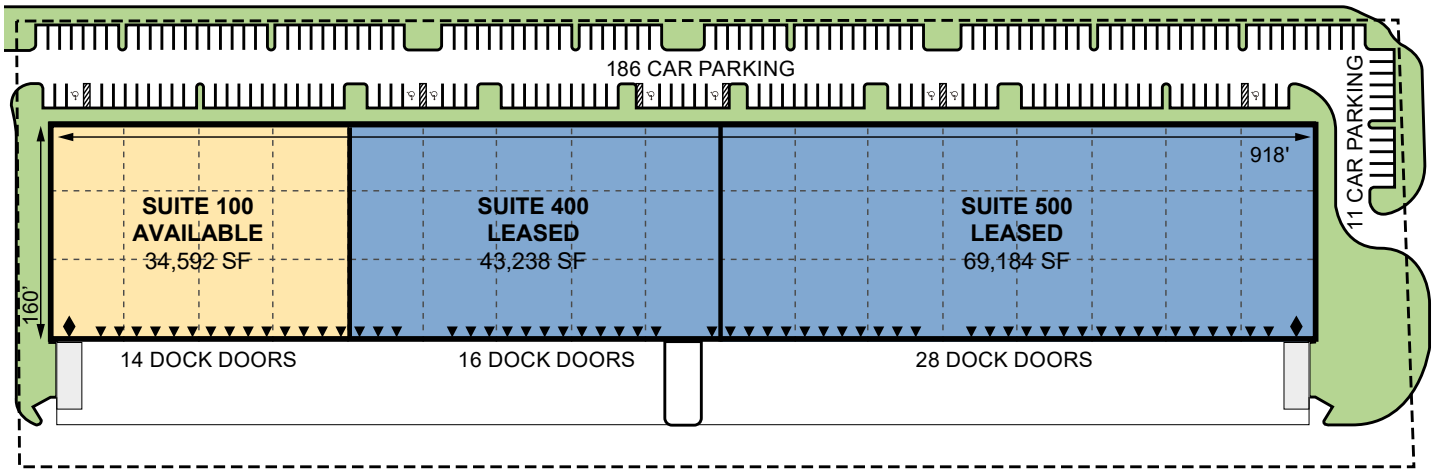 186 CAR PARKING
11 CAR PARKING
918'
160'
SUITE 100
AVAILABLE
34,592 SF
SUITE 400
LEASED
43,238 SF
SUITE 500
LEASED
69,184 SF
14 DOCK DOORS
16 DOCK DOORS
28 DOCK DOORS